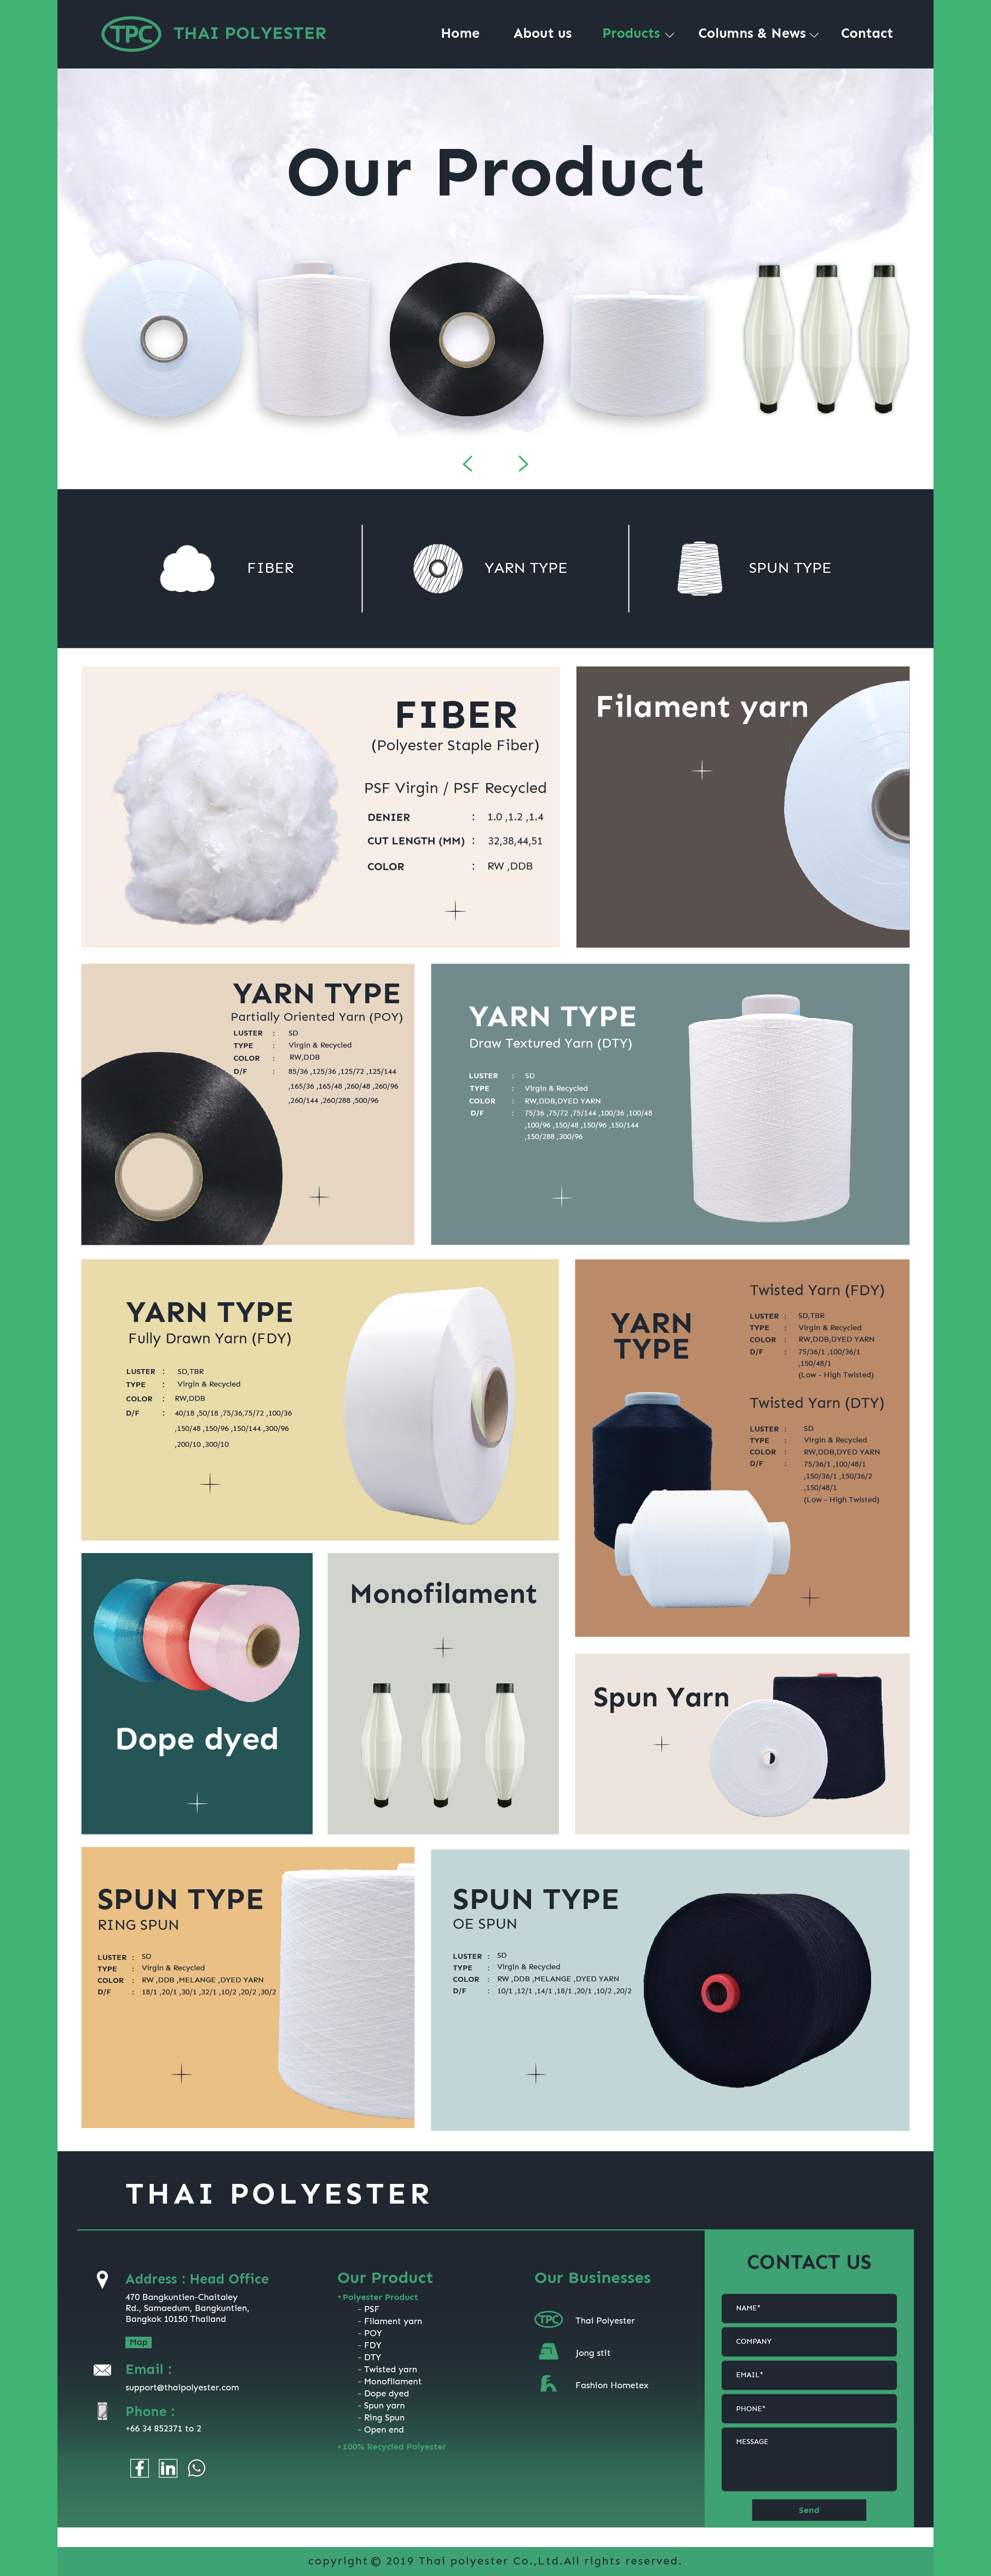 TPC THAI POLYESTER
Home About us Products Columns & News Contact
Our Product
FIBER
YARN TYPE
SPUN TYPE
FIBER
(Polyester Staple Fiber)
PSF Virgin / PSF Recycled
DENIER : 1.0 ,1.2 ,1.4
CUT LENGTH (MM) : 32,38,44,51
COLOR : RW ,DDB
Filament yarn
YARN TYPE
Partially Oriented Yarn (POY)
LUSTER : SD
TYPE : Virgin & Recycled
COLOR : RW,DDB
D/F : 85/36 ,125/36 ,125/72 ,125/144
,165/36 ,165/48 ,260/48 ,260/96
,260/144 ,260/288 ,500/96
YARN TYPE
Draw Textured Yarn (DTY)
LUSTER : SD
TYPE : Virgin & Recycled
COLOR : RW,DDB,DYED YARN
D/F : 75/36 ,75/72 ,75/144 ,100/36 ,100/48
,100/96 ,150/48 ,150/96 ,150/144
,150/288 ,300/96
YARN TYPE
Fully Drawn Yarn (FDY)
LUSTER : SD,TBR
TYPE : Virgin & Recycled
COLOR : RW,DDB
D/F : 40/18 ,50/18 ,75/36,75/72 ,100/36
,150/48 ,150/96 ,150/144 ,300/96
,200/10 ,300/10
YARN
TYPE
Twisted Yarn (FDY)
LUSTER : SD,TBR
TYPE : Virgin & Recycled
COLOR : RW,DDB,DYED YARN
D/F : 75/36/1 ,100/36/1
,150/48/1
(Low - High Twisted)
Twisted Yarn (DTY)
LUSTER : SD
TYPE : Virgin & Recycled
COLOR : RW,DDB,DYED YARN
D/F : 75/36/1 ,100/48/1
,150/36/1 ,150/36/2
,150/48/1
(Low - High Twisted)
Dope dyed
Monofilament
Spun Yarn
SPUN TYPE
RING SPUN
LUSTER : SD
TYPE : Virgin & Recycled
COLOR : RW ,DDB ,MELANGE ,DYED YARN
D/F : 18/1 ,20/1 ,30/1 ,32/1 ,10/2 ,20/2 ,30/2
SPUN TYPE
OE SPUN
LUSTER : SD
TYPE : Virgin & Recycled
COLOR : RW ,DDB ,MELANGE ,DYED YARN
D/F : 10/1 ,12/1 ,14/1 ,18/1 ,20/1 ,10/2 ,20/2
THAI POLYESTER
Address : Head Office
470 Bangkuntien-Chaitaley
Rd., Samaedum, Bangkuntien,
Bangkok 10150 Thailand
Map
Email :
support@thaipolyester.com
Phone :
+66 34 852371 to 2
Our Product
• Polyester Product
- PSF
- Filament yarn
- POY
- FDY
- DTY
- Twisted yarn
- Monofilament
- Dope dyed
- Spun yarn
- Ring Spun
- Open end
• 100% Recycled Polyester
Our Businesses
TPC Thai Polyester
Jong stit
Fashion Hometex
CONTACT US
NAME*
COMPANY
EMAIL*
PHONE*
MESSAGE
Send
copyright © 2019 Thai polyester Co.,Ltd.All rights reserved.